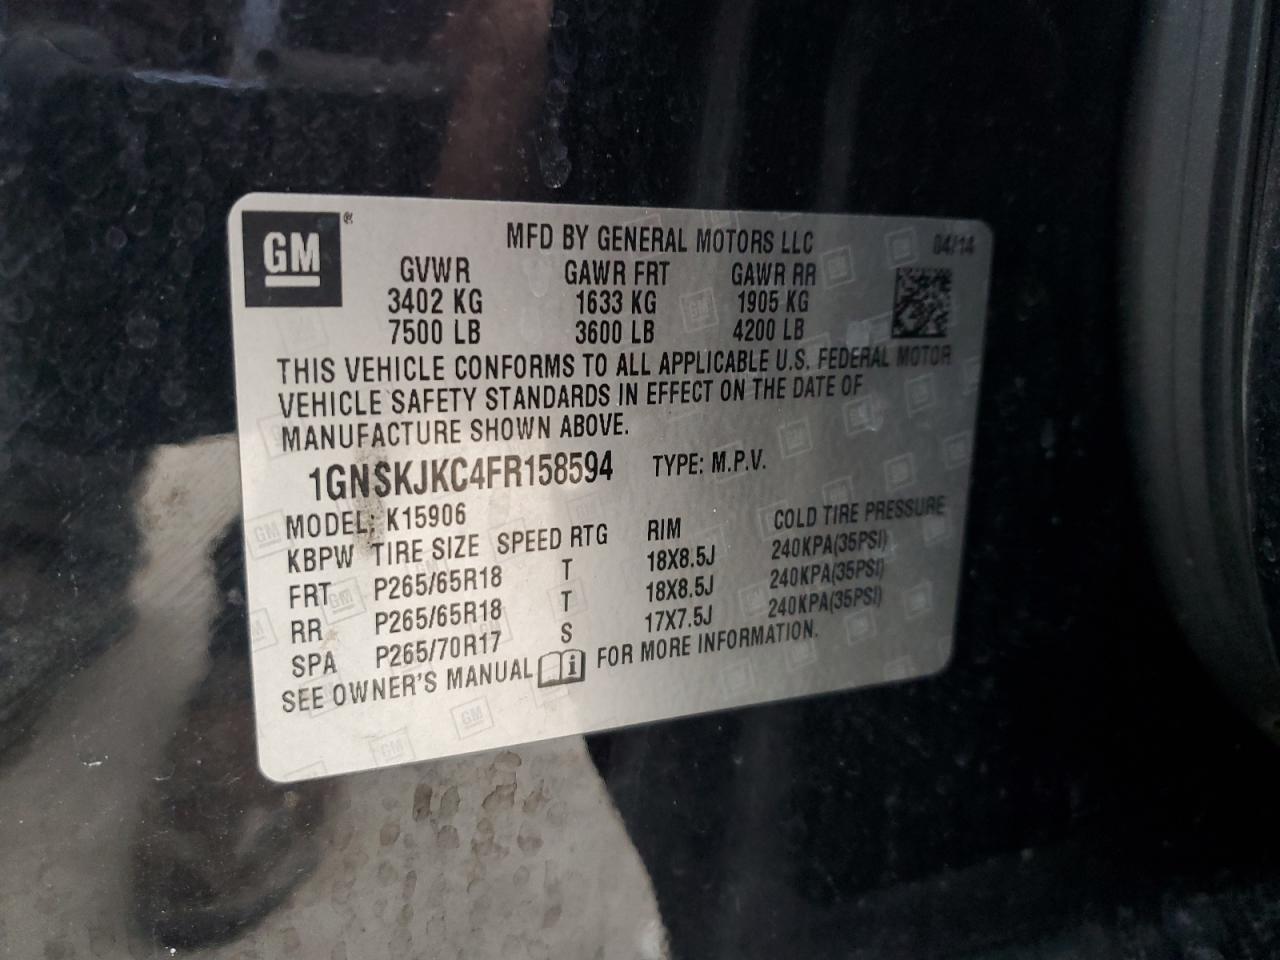 GM ®
MFD BY GENERAL MOTORS LLC 04/14
GVWR GAWR FRT GAWR RR
3402 KG 1633 KG 1905 KG
7500 LB 3600 LB 4200 LB
THIS VEHICLE CONFORMS TO ALL APPLICABLE U.S. FEDERAL MOTOR
VEHICLE SAFETY STANDARDS IN EFFECT ON THE DATE OF
MANUFACTURE SHOWN ABOVE.
1GNSKJKC4FR158594 TYPE: M.P.V.
MODEL: K15906
KBPW TIRE SIZE SPEED RTG RIM COLD TIRE PRESSURE
FRT P265/65R18 T 18X8.5J 240KPA(35PSI)
RR P265/65R18 T 18X8.5J 240KPA(35PSI)
SPA P265/70R17 S 17X7.5J 240KPA(35PSI)
SEE OWNER'S MANUAL i FOR MORE INFORMATION.